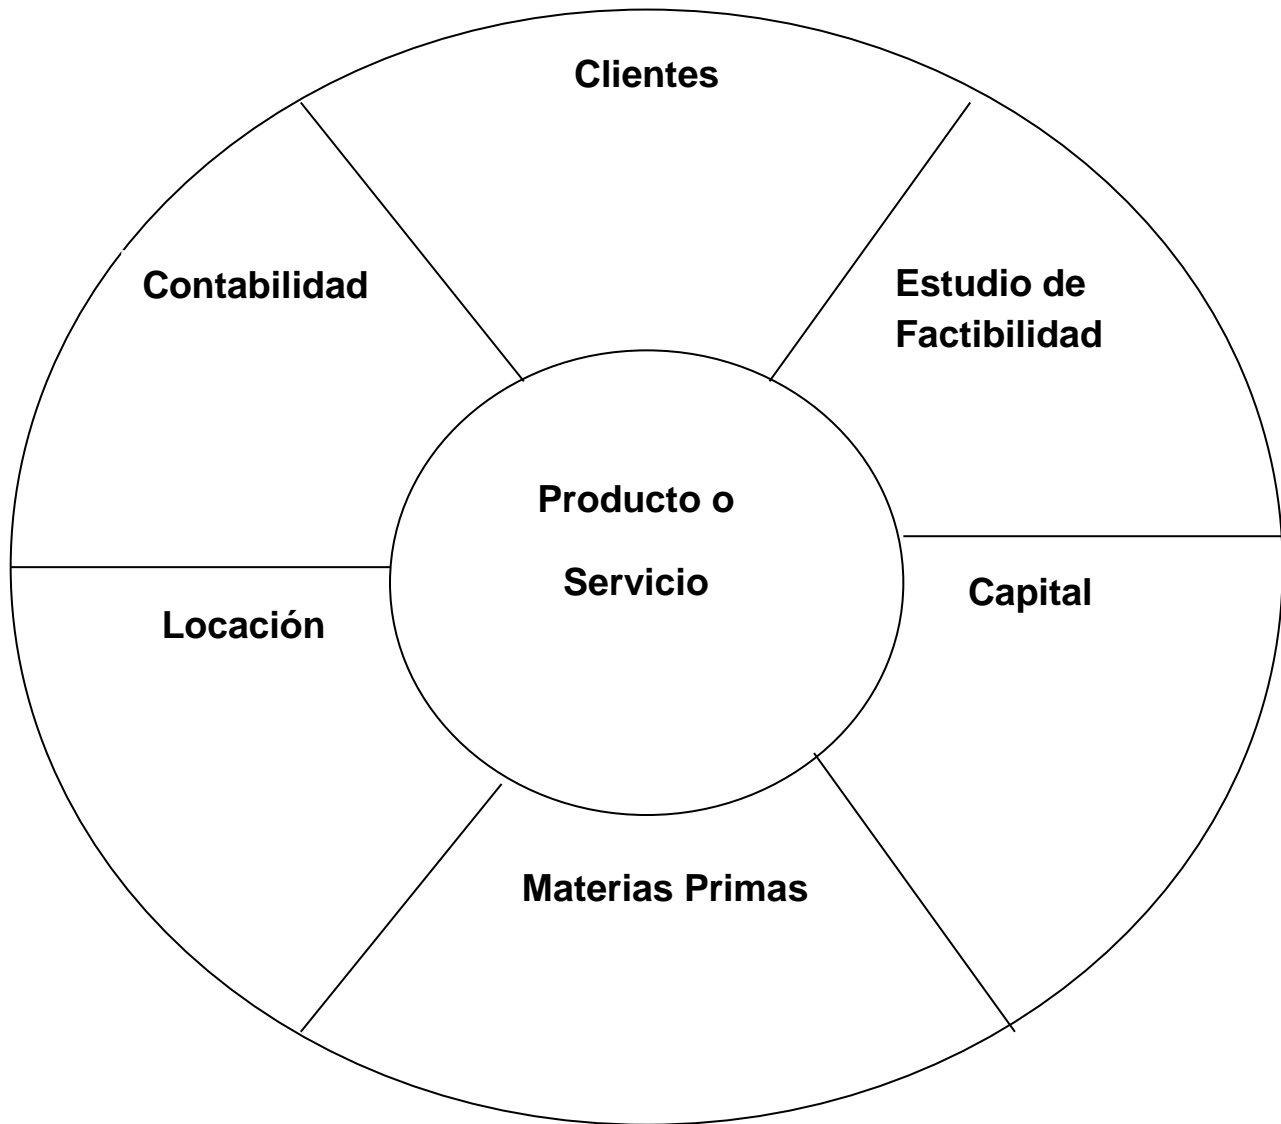 Clientes
Contabilidad
Estudio de
Factibilidad
Producto o
Servicio
Capital
Locación
Materias Primas